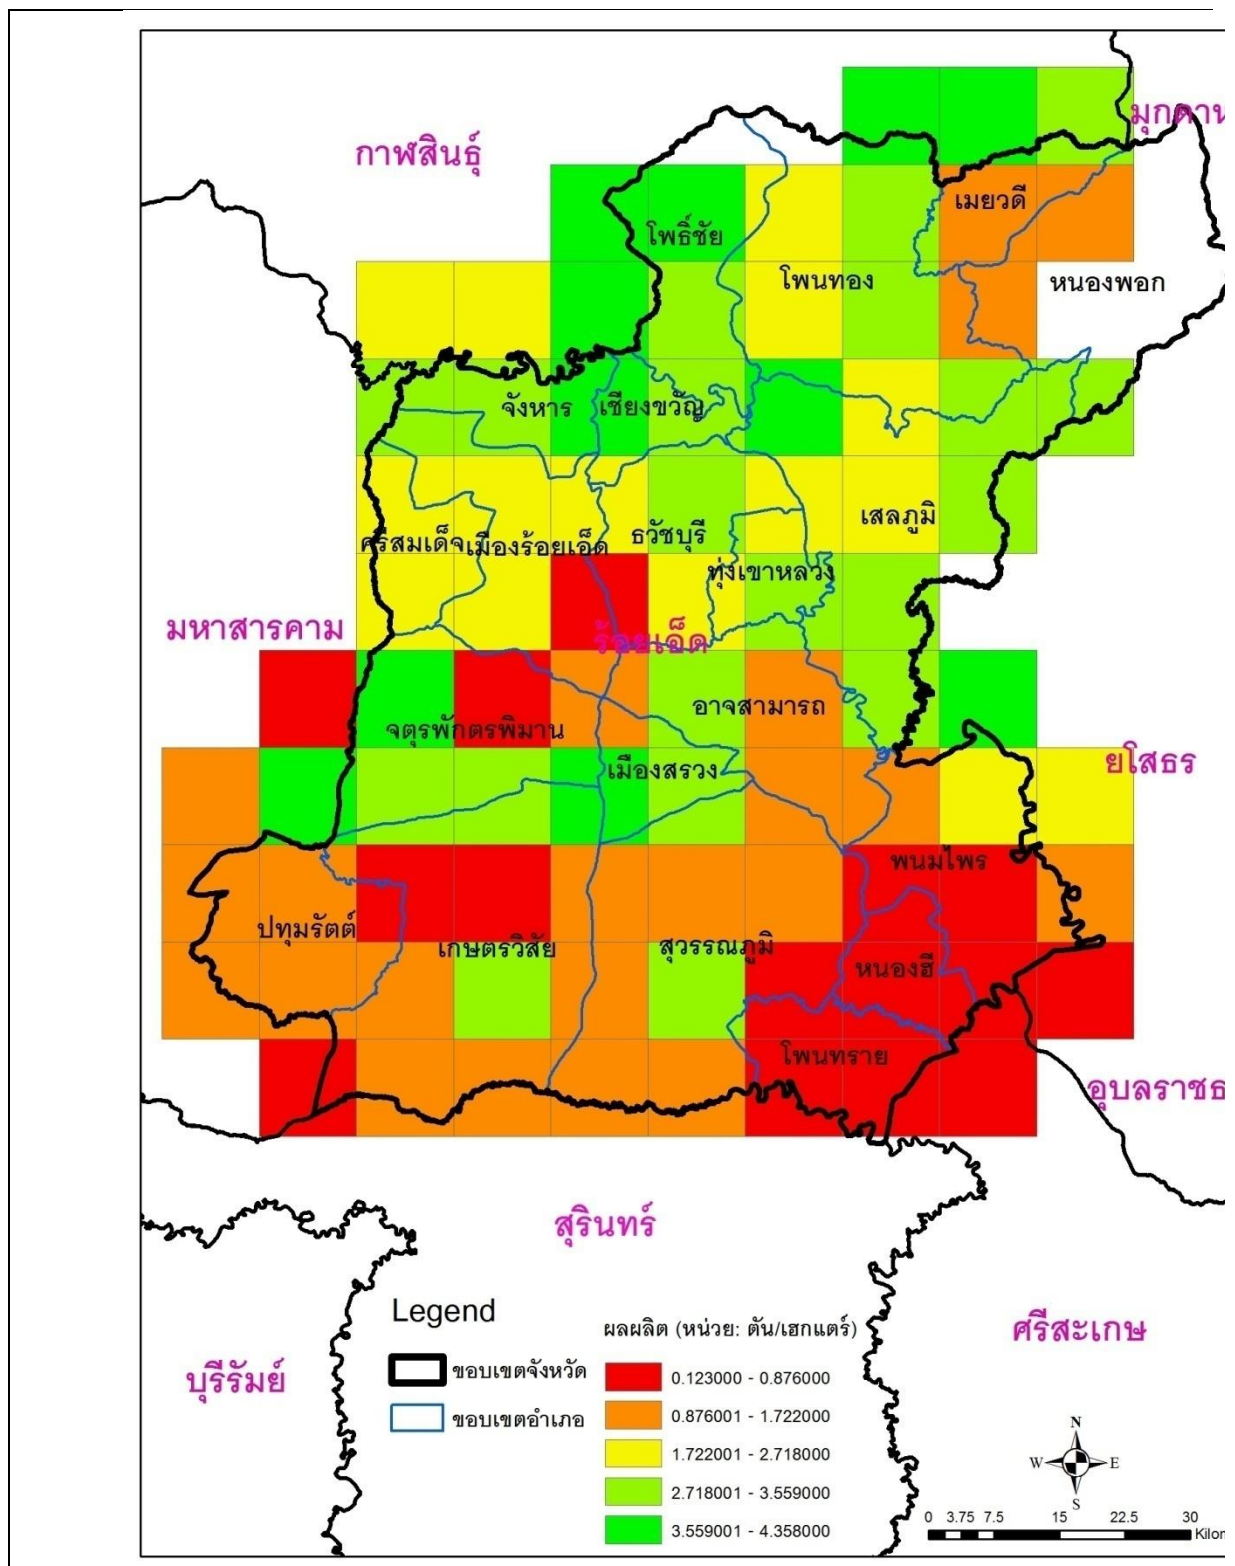 มุกดาห
กาฬสินธุ์
เมยวดี
โพธิ์ชัย
โพนทอง
หนองพอก
จังหาร
เชียงขวัญ
เสลภูมิ
ธวัชบุรี
ศรีสมเด็จ
เมืองร้อยเอ็ด
ทุ่งเขาหลวง
มหาสารคาม
ร้อยเอ็ด
อาจสามารถ
จตุรพักตรพิมาน
เมืองสรวง
ยโสธร
พนมไพร
ปทุมรัตต์
เกษตรวิสัย
สุวรรณภูมิ
หนองฮี
โพนทราย
อุบลราชธ
สุรินทร์
ศรีสะเกษ
บุรีรัมย์
Legend
ขอบเขตจังหวัด
ขอบเขตอำเภอ
ผลผลิต (หน่วย: ตัน/เฮกแตร์)
0.123000 - 0.876000
0.876001 - 1.722000
1.722001 - 2.718000
2.718001 - 3.559000
3.559001 - 4.358000
N
W E
S
0 3.75 7.5 15 22.5 30
Kilom